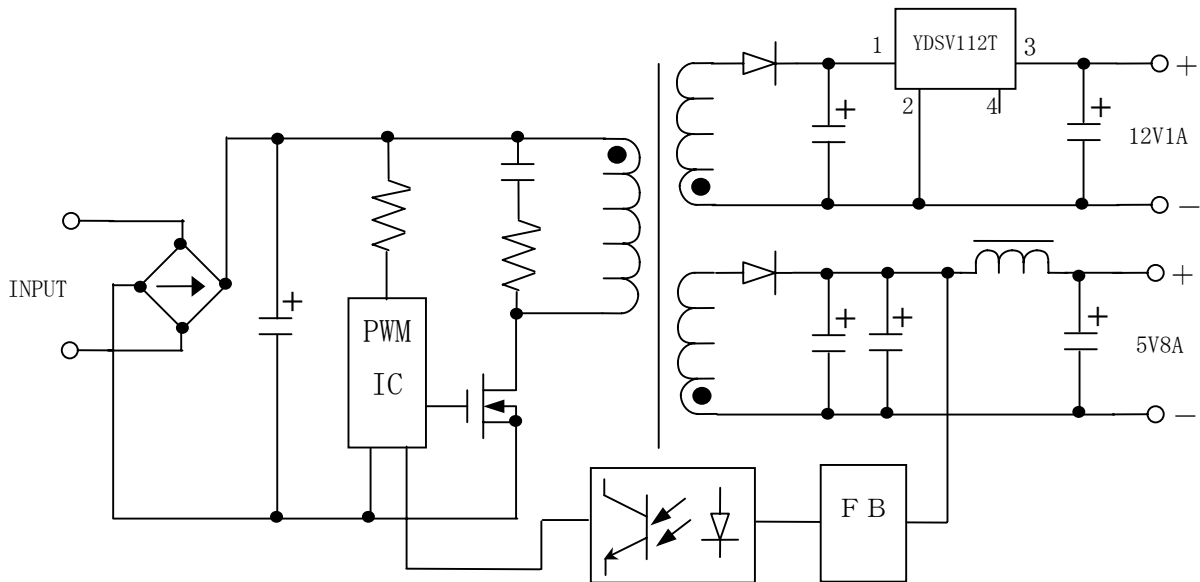 YDSV112T
1
3
+
+
+
2
4
12V1A
−
INPUT
+
+
PWM
IC
+
+
+
5V8A
−
F B